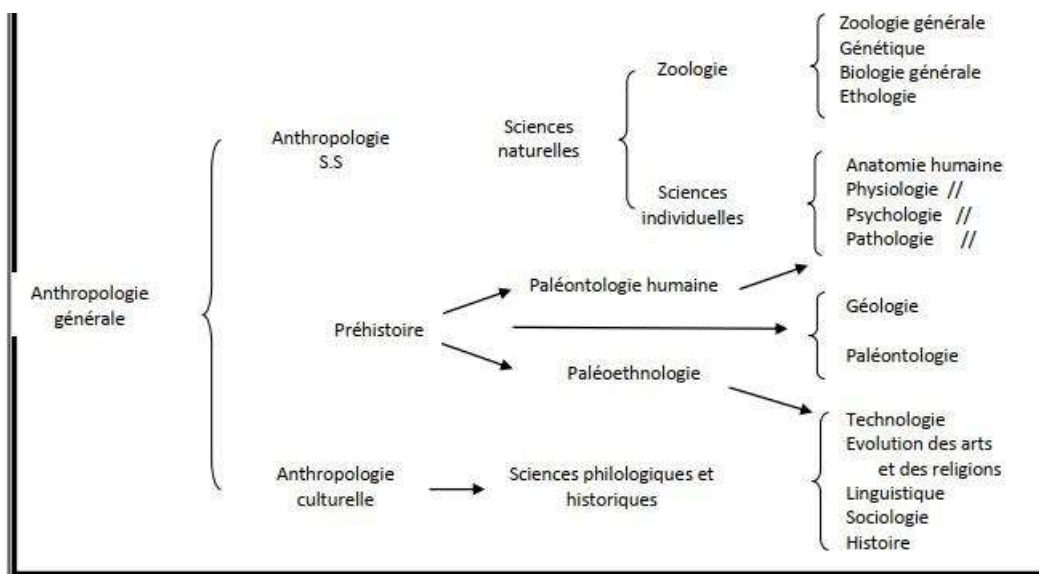 Zoologie générale
Génétique
Biologie générale
Ethologie
Zoologie
Sciences
naturelles
Anthropologie
S.S
Sciences
individuelles
Anatomie humaine
Physiologie //
Psychologie //
Pathologie //
Anthropologie
générale
Préhistoire
Paléontologie humaine
Géologie
Paléontologie
Paléoethnologie
Anthropologie
culturelle
Sciences philologiques et
historiques
Technologie
Evolution des arts
et des religions
Linguistique
Sociologie
Histoire